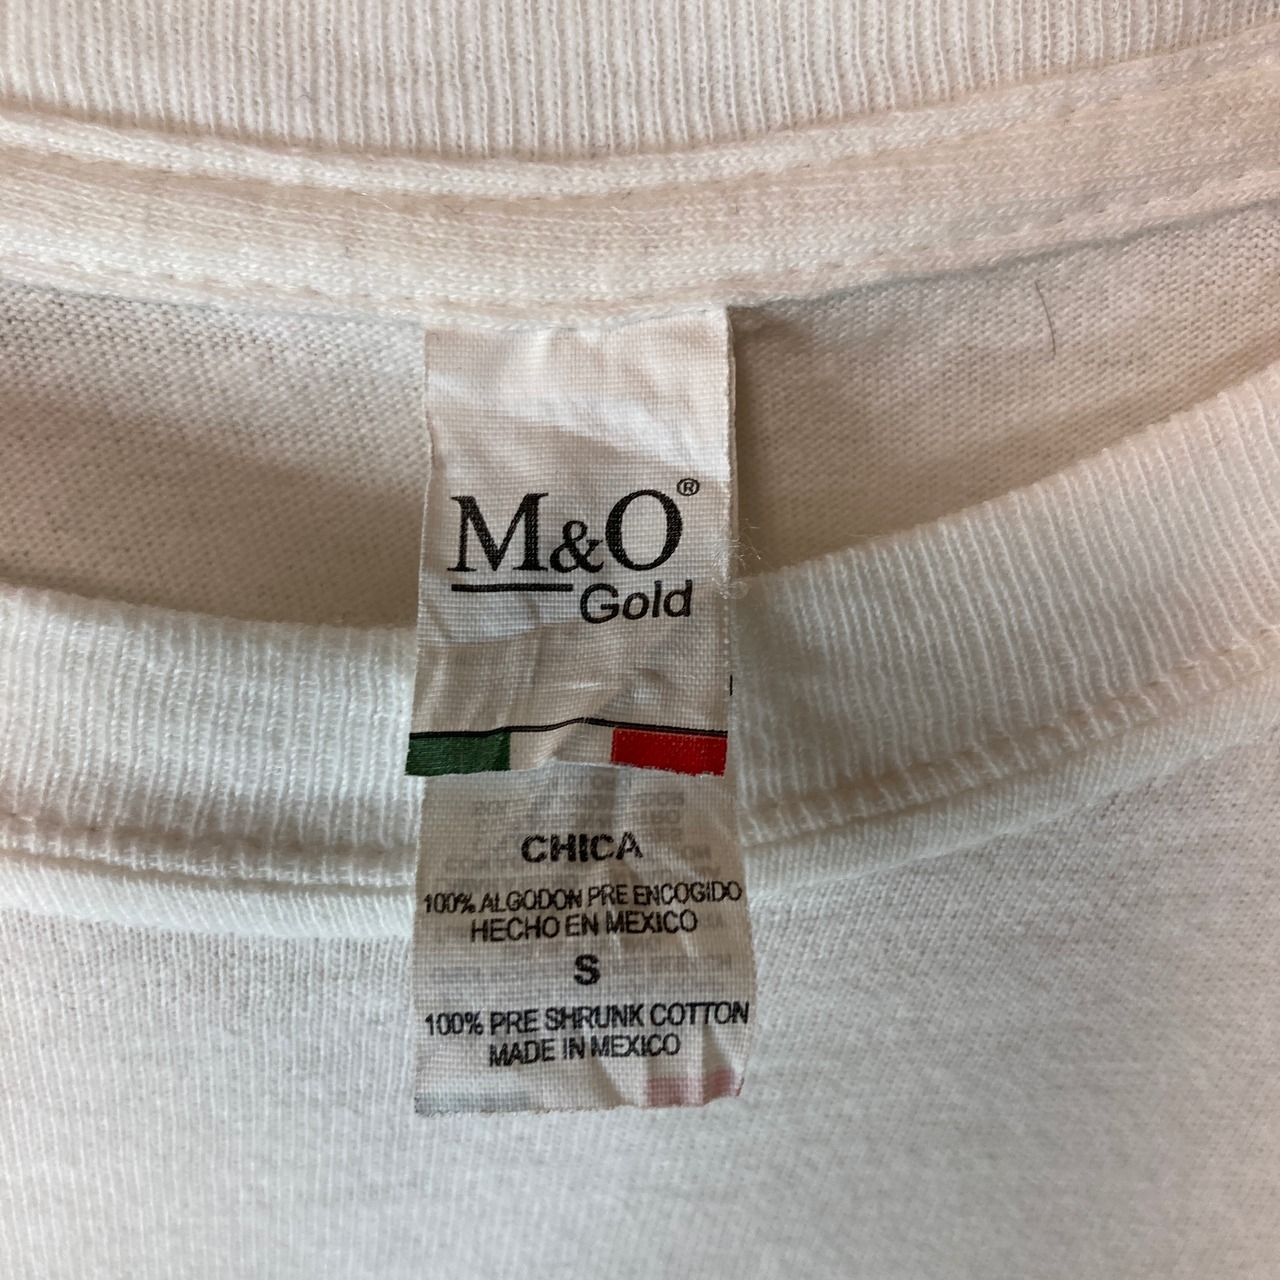 M&O®
Gold
CHICA
100% ALGODON PRE ENCOGIDO
HECHO EN MEXICO
S
100% PRE SHRUNK COTTON
MADE IN MEXICO